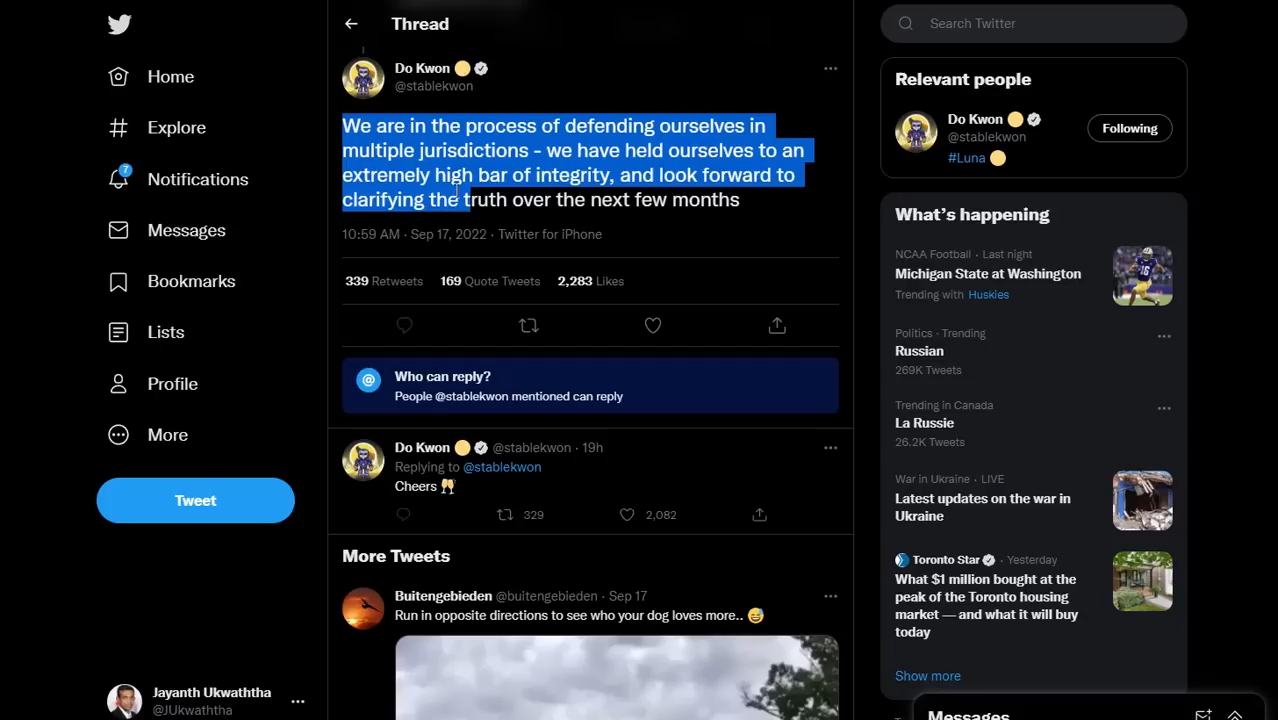 Thread
Search Twitter
Home
Explore
7
Notifications
Messages
Bookmarks
Lists
Profile
More
Tweet
Jayanth Ukwaththa
@JUkwaththa
Do Kwon
@stablekwon
We are in the process of defending ourselves in
multiple jurisdictions - we have held ourselves to an
extremely high bar of integrity, and look forward to
clarifying the truth over the next few months
10:59 AM · Sep 17, 2022 · Twitter for iPhone
339 Retweets 169 Quote Tweets 2,283 Likes
@
Who can reply?
People @stablekwon mentioned can reply
Do Kwon @stablekwon · 19h
Replying to @stablekwon
Cheers 🥂
329 2,082
More Tweets
Buitengebieden @buitengebieden · Sep 17
Run in opposite directions to see who your dog loves more.. 😅
Relevant people
Do Kwon
@stablekwon
Following
#Luna
What's happening
NCAA Football · Last night
Michigan State at Washington
Trending with Huskies
16
Politics · Trending
Russian
269K Tweets
Trending in Canada
La Russie
26.2K Tweets
War in Ukraine · LIVE
Latest updates on the war in
Ukraine
Toronto Star · Yesterday
What $1 million bought at the
peak of the Toronto housing
market — and what it will buy
today
Show more
Messages